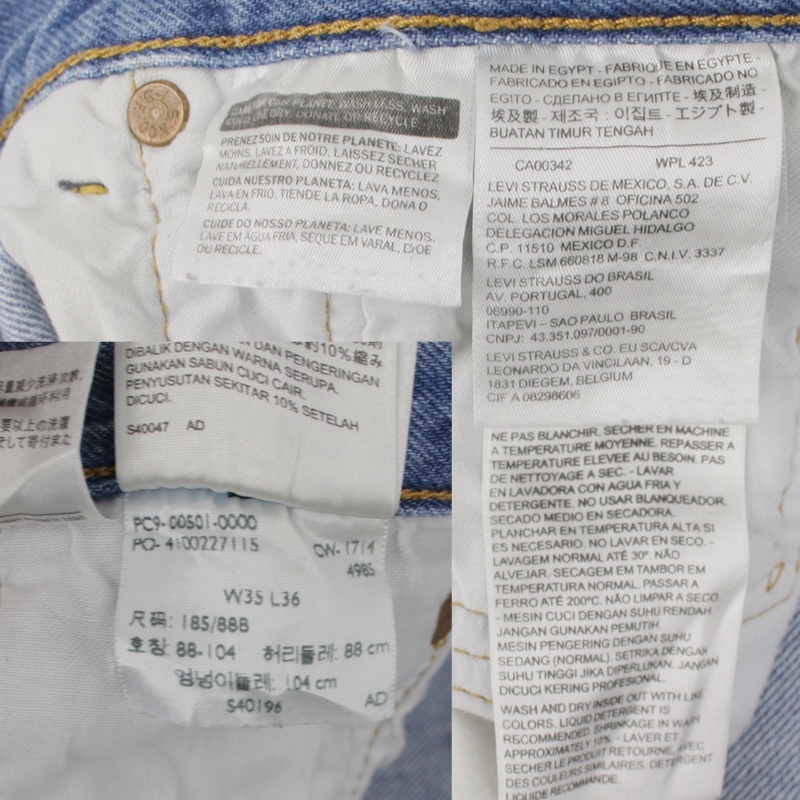 CARE FOR OUR PLANET: WASH LESS, WASH
COLD, LINE DRY, DONATE OR RECYCLE.
PRENEZ SOIN DE NOTRE PLANETE: LAVEZ
MOINS, LAVEZ A FROID, LAISSEZ SECHER
NATURELLEMENT, DONNEZ OU RECYCLEZ
CUIDA NUESTRO PLANETA: LAVA MENOS,
LAVA EN FRIO, TIENDE LA ROPA, DONA O
RECICLA.
CUIDE DO NOSSO PLANETA: LAVE MENOS,
LAVE EM AGUA FRIA, SEQUE EM VARAL, DOE
OU RECICLE.
MADE IN EGYPT - FABRIQUE EN EGYPTE -
FABRICADO EN EGIPTO - FABRICADO NO
EGITO - СДЕЛАНО В ЕГИПТЕ - 埃及制造 -
埃及製 - 제조국 : 이집트 - エジプト製 -
BUATAN TIMUR TENGAH
CA00342 WPL 423
LEVI STRAUSS DE MEXICO, S.A. DE C.V.
JAIME BALMES # 8 OFICINA 502
COL. LOS MORALES POLANCO
DELEGACION MIGUEL HIDALGO
C.P. 11510 MEXICO D.F.
R.F.C. LSM 660818 M-98 C.N.I.V. 3337
LEVI STRAUSS DO BRASIL
AV. PORTUGAL, 400
06990-110
ITAPEVI – SAO PAULO BRASIL
CNPJ: 43.351.097/0001-90
LEVI STRAUSS & CO. EU SCA/CVA
LEONARDO DA VINCILAAN, 19 - D
1831 DIEGEM, BELGIUM
CIF A 08298606
DIBALIK DENGAN WARNA SERUPA.
GUNAKAN SABUN CUCI CAIR.
PENYUSUTAN SEKITAR 10% SETELAH
DICUCI.
S40047 AD
PC9-00501-0000
PO- 4100227115 CW- 1714
4985
W35 L36
尺码: 185/88B
호칭: 88-104 허리둘레: 88 cm
엉덩이둘레: 104 cm
S40196 AD
NE PAS BLANCHIR. SECHER EN MACHINE
A TEMPERATURE MOYENNE. REPASSER A
TEMPERATURE ELEVEE AU BESOIN. PAS
DE NETTOYAGE A SEC. - LAVAR
EN LAVADORA CON AGUA FRIA Y
DETERGENTE. NO USAR BLANQUEADOR.
SECADO MEDIO EN SECADORA.
PLANCHAR EN TEMPERATURA ALTA SI
ES NECESARIO. NO LAVAR EN SECO. -
LAVAGEM NORMAL ATÉ 30º. NÃO
ALVEJAR. SECAGEM EM TAMBOR EM
TEMPERATURA NORMAL. PASSAR A
FERRO ATÉ 200ºC. NÃO LIMPAR A SECO.
- MESIN CUCI DENGAN SUHU RENDAH.
JANGAN GUNAKAN PEMUTIH.
MESIN PENGERING DENGAN SUHU
SEDANG (NORMAL). SETRIKA DENGAN
SUHU TINGGI JIKA DIPERLUKAN. JANGAN
DICUCI KERING PROFESIONAL.
WASH AND DRY INSIDE OUT WITH LIKE
COLORS. LIQUID DETERGENT IS
RECOMMENDED. SHRINKAGE IN WASH
APPROXIMATELY 10%. - LAVER ET
SECHER LE PRODUIT RETOURNE, AVEC
DES COULEURS SIMILAIRES. DETERGENT
LIQUIDE RECOMMANDE.